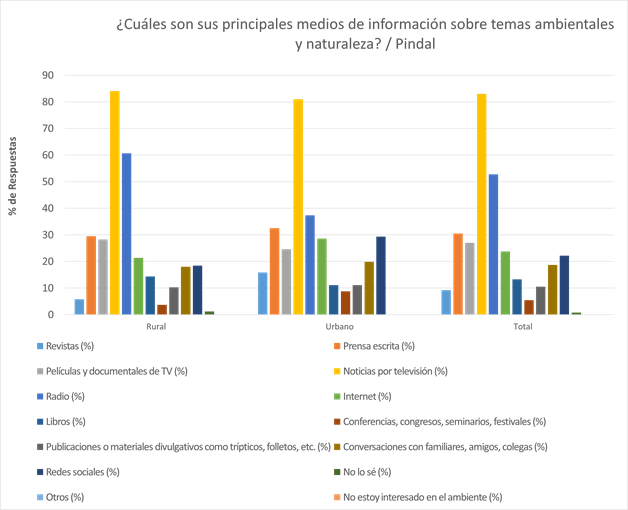 ¿Cuáles son sus principales medios de información sobre temas ambientales
y naturaleza? / Pindal
% de Respuestas
90
80
70
60
50
40
30
20
10
0
Rural Urbano Total
Revistas (%) Prensa escrita (%)
Películas y documentales de TV (%) Noticias por televisión (%)
Radio (%) Internet (%)
Libros (%) Conferencias, congresos, seminarios, festivales (%)
Publicaciones o materiales divulgativos como trípticos, folletos, etc. (%) Conversaciones con familiares, amigos, colegas (%)
Redes sociales (%) No lo sé (%)
Otros (%) No estoy interesado en el ambiente (%)